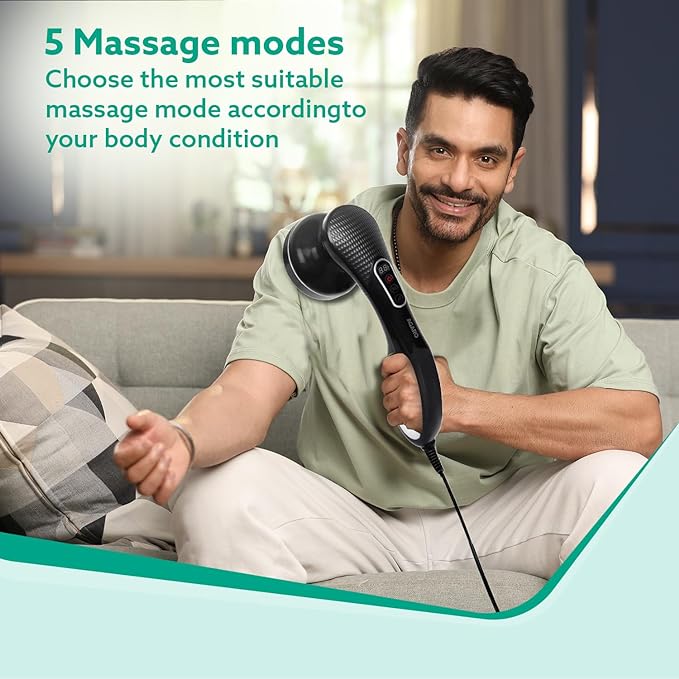 5 Massage modes
Choose the most suitable
massage mode accordingto
your body condition